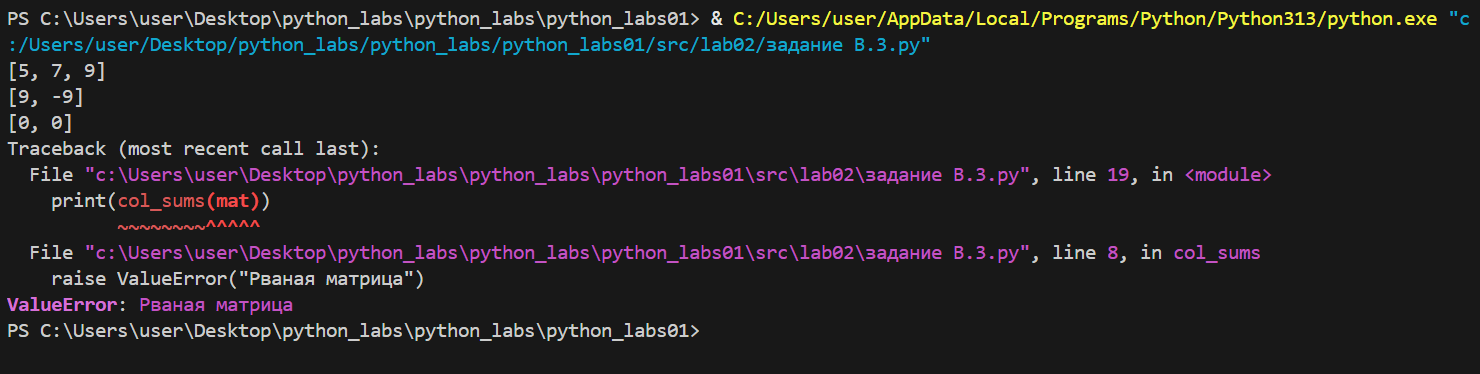 PS C:\Users\user\Desktop\python_labs\python_labs\python_labs01> & C:/Users/user/AppData/Local/Programs/Python/Python313/python.exe "c
:/Users/user/Desktop/python_labs/python_labs/python_labs01/src/lab02/задание B.3.py"
[5, 7, 9]
[9, -9]
[0, 0]
Traceback (most recent call last):
  File "c:\Users\user\Desktop\python_labs\python_labs\python_labs01\src\lab02\задание B.3.py", line 19, in <module>
    print(col_sums(mat))
          ~~~~~~~~^^^^^
  File "c:\Users\user\Desktop\python_labs\python_labs\python_labs01\src\lab02\задание B.3.py", line 8, in col_sums
    raise ValueError("Рваная матрица")
ValueError: Рваная матрица
PS C:\Users\user\Desktop\python_labs\python_labs\python_labs01>